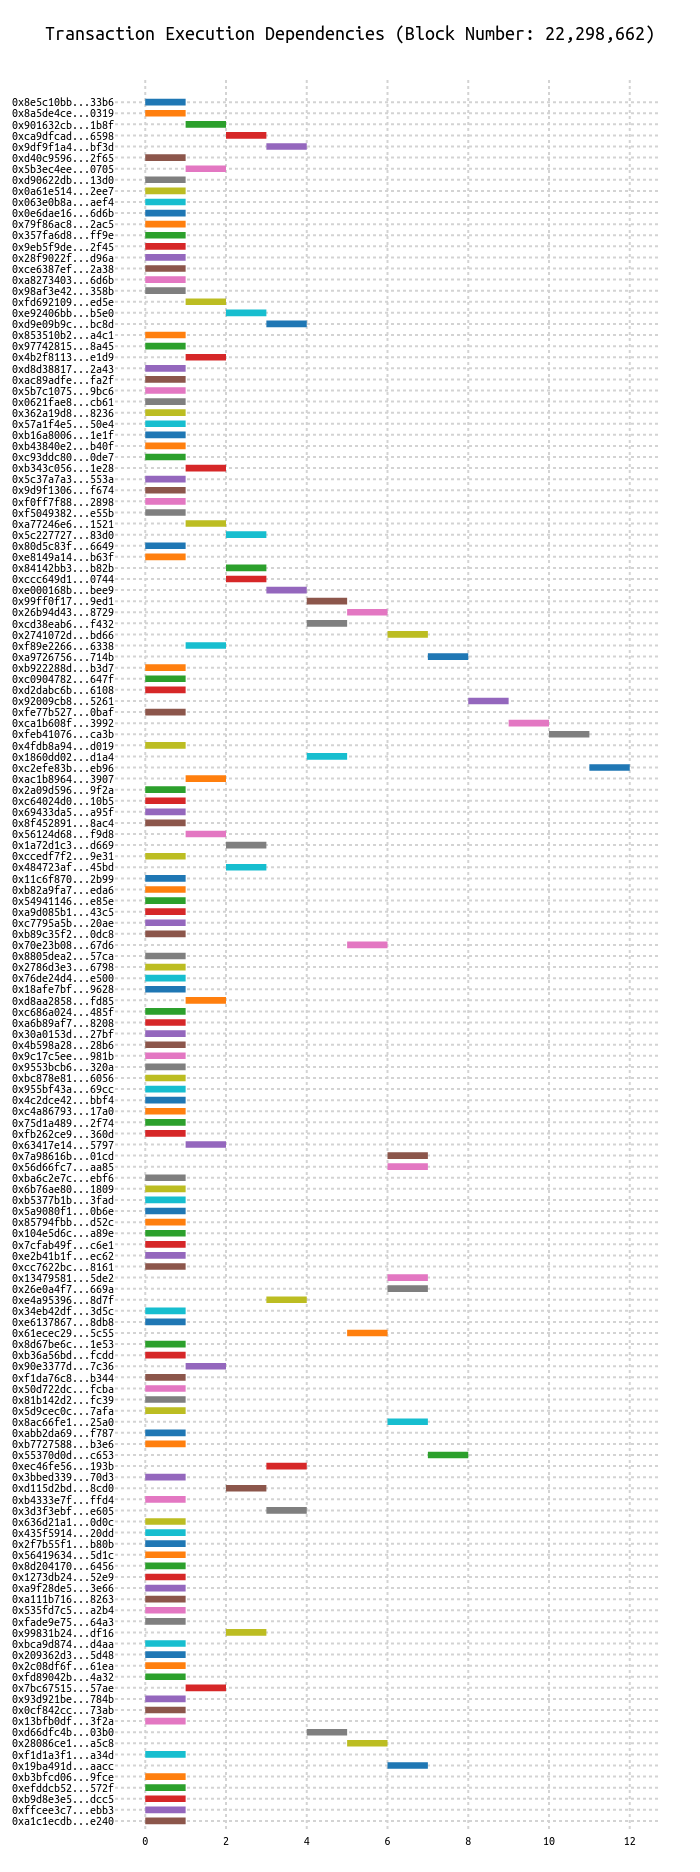 Transaction Execution Dependencies (Block Number: 22,298,662)
0x8e5c10bb...33b6
0x8a5de4ce...0319
0x901632cb...1b8f
0xca9dfcad...6598
0x9df9f1a4...bf3d
0xd40c9596...2f65
0x5b3ec4ee...0705
0xd90622db...13d0
0x0a61e514...2ee7
0x063e0b8a...aef4
0x0e6dae16...6d6b
0x79f86ac8...2ac5
0x357fa6d8...ff9e
0x9eb5f9de...2f45
0x28f9022f...d96a
0xce6387ef...2a38
0xa8273403...6d6b
0x98af3e42...358b
0xfd692109...ed5e
0xe92406bb...b5e0
0xd9e09b9c...bc8d
0x853510b2...a4c1
0x97742815...8a45
0x4b2f8113...e1d9
0xd8d38817...2a43
0xac89adfe...fa2f
0x5b7c1075...9bc6
0x0621fae8...cb61
0x362a19d8...8236
0x57a1f4e5...50e4
0xb16a8006...1e1f
0xb43840e2...b40f
0xc93ddc80...0de7
0xb343c056...1e28
0x5c37a7a3...553a
0x9d9f1306...f674
0xf0ff7f88...2898
0xf5049382...e55b
0xa77246e6...1521
0x5c227727...83d0
0x80d5c83f...6649
0xe8149a14...b63f
0x84142bb3...b82b
0xccc649d1...0744
0xe000168b...bee9
0x99ff0f17...9ed1
0x26b94d43...8729
0xcd38eab6...f432
0x2741072d...bd66
0xf89e2266...6338
0xa9726756...714b
0xb922288d...b3d7
0xc0904782...647f
0xd2dabc6b...6108
0x92009cb8...5261
0xfe77b527...0baf
0xca1b608f...3992
0xfeb41076...ca3b
0x4fdb8a94...d019
0x1860dd02...d1a4
0xc2efe83b...eb96
0xac1b8964...3907
0x2a09d596...9f2a
0xc64024d0...10b5
0x69433da5...a95f
0x8f452891...8ac4
0x56124d68...f9d8
0x1a72d1c3...d669
0xccedf7f2...9e31
0x484723af...45bd
0x11c6f870...2b99
0xb82a9fa7...eda6
0x54941146...e85e
0xa9d085b1...43c5
0xc7795a5b...20ae
0xb89c35f2...0dc8
0x70e23b08...67d6
0x8805dea2...57ca
0x2786d3e3...6798
0x76de24d4...e500
0x18afe7bf...9628
0xd8aa2858...fd85
0xc686a024...485f
0xa6b89af7...8208
0x30a0153d...27bf
0x4b598a28...28b6
0x9c17c5ee...981b
0x9553bcb6...320a
0xbc878e81...6056
0x955bf43a...69cc
0x4c2dce42...bbf4
0xc4a86793...17a0
0x75d1a489...2f74
0xfb262ce9...360d
0x63417e14...5797
0x7a98616b...01cd
0x56d66fc7...aa85
0xba6c2e7c...ebf6
0x6b76ae80...1809
0xb5377b1b...3fad
0x5a9080f1...0b6e
0x85794fbb...d52c
0x104e5d6c...a89e
0x7cfab49f...c6e1
0xe2b41b1f...ec62
0xcc7622bc...8161
0x13479581...5de2
0x26e0a4f7...669a
0xe4a95396...8d7f
0x34eb42df...3d5c
0xe6137867...8db8
0x61ecec29...5c55
0x8d67be6c...1e53
0xb36a56bd...fcdd
0x90e3377d...7c36
0xf1da76c8...b344
0x50d722dc...fcba
0x81b142d2...fc39
0x5d9cec0c...7afa
0x8ac66fe1...25a0
0xabb2da69...f787
0xb7727588...b3e6
0x55370d0d...c653
0xec46fe56...193b
0x3bbed339...70d3
0xd115d2bd...8cd0
0xb4333e7f...ffd4
0x3d3f3ebf...e605
0x636d21a1...0d0c
0x435f5914...20dd
0x2f7b55f1...b80b
0x56419634...5d1c
0x8d204170...6456
0x1273db24...52e9
0xa9f28de5...3e66
0xa111b716...8263
0x535fd7c5...a2b4
0xfade9e75...64a3
0x99831b24...df16
0xbca9d874...d4aa
0x209362d3...5d48
0x2c08df6f...61ea
0xfd89042b...4a32
0x7bc67515...57ae
0x93d921be...784b
0x0cf842cc...73ab
0x13bfb0df...3f2a
0xd66dfc4b...03b0
0x28086ce1...a5c8
0xf1d1a3f1...a34d
0x19ba491d...aacc
0xb3bfcd06...9fce
0xefddcb52...572f
0xb9d8e3e5...dcc5
0xffcee3c7...ebb3
0xa1c1ecdb...e240
0 2 4 6 8 10 12